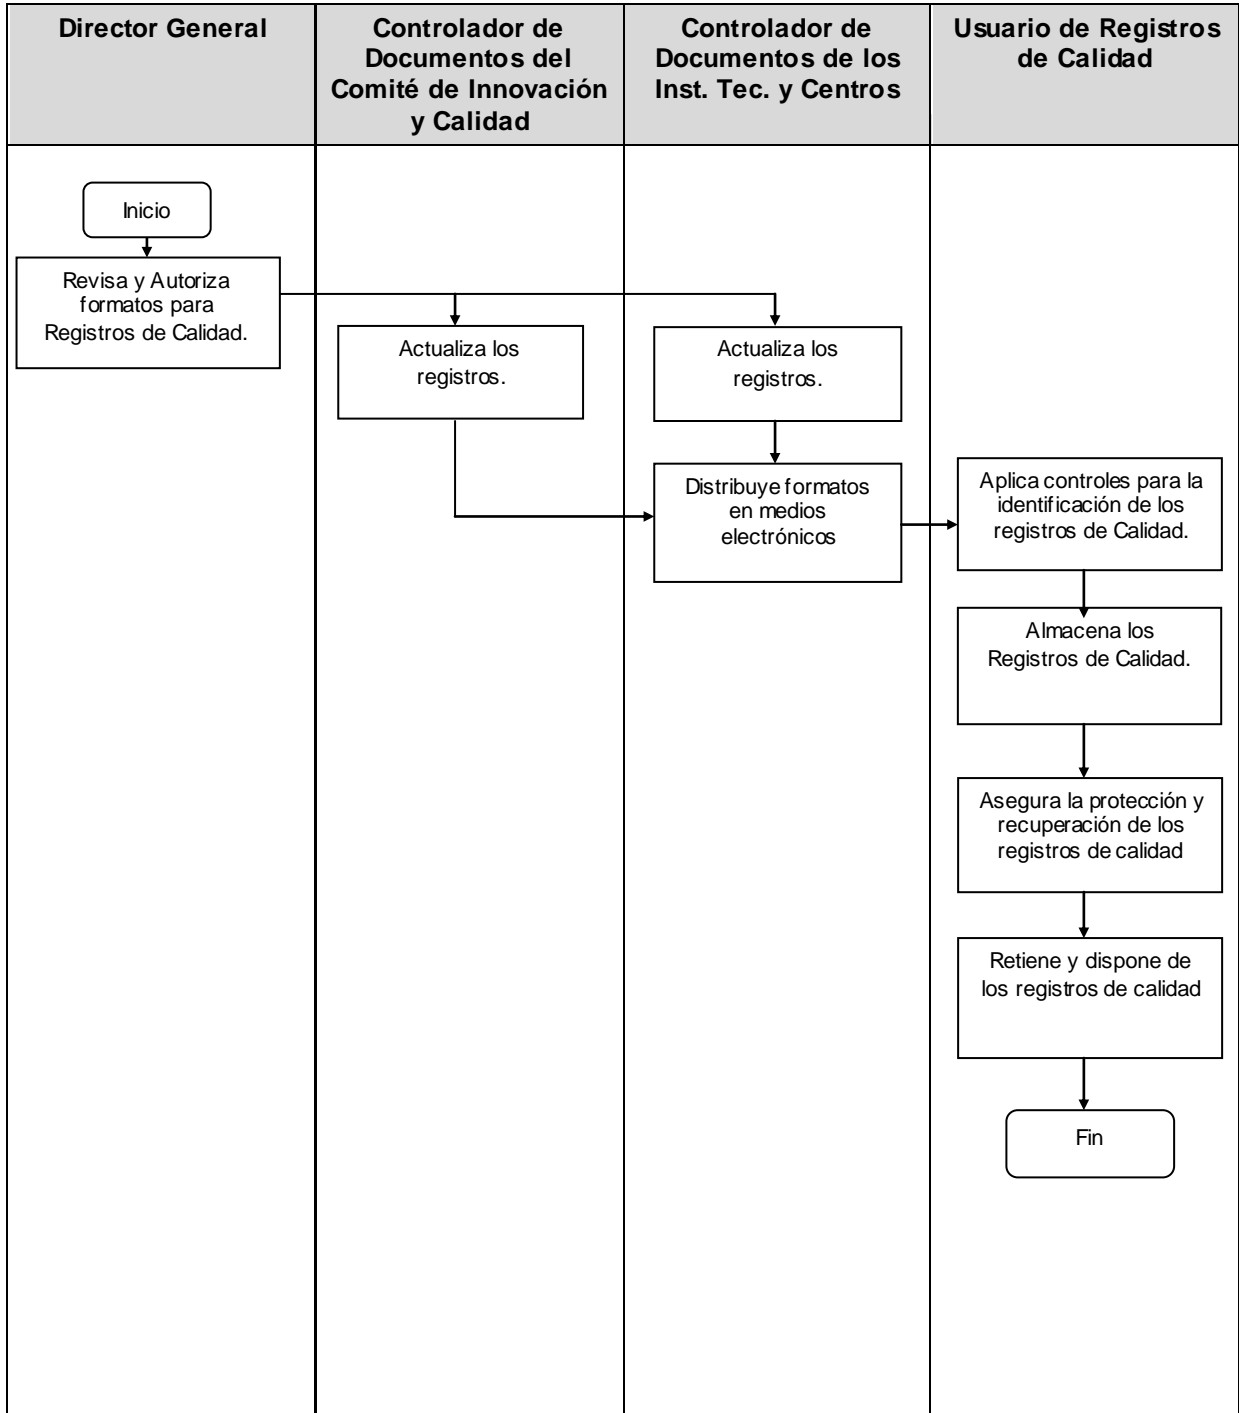 Director General
Controlador de
Documentos del
Comité de Innovación
y Calidad
Controlador de
Documentos de los
Inst. Tec. y Centros
Usuario de Registros
de Calidad
Inicio
Revisa y Autoriza
formatos para
Registros de Calidad.
Actualiza los
registros.
Actualiza los
registros.
Distribuye formatos
en medios
electrónicos
Aplica controles para la
identificación de los
registros de Calidad.
Almacena los
Registros de Calidad.
Asegura la protección y
recuperación de los
registros de calidad
Retiene y dispone de
los registros de calidad
Fin